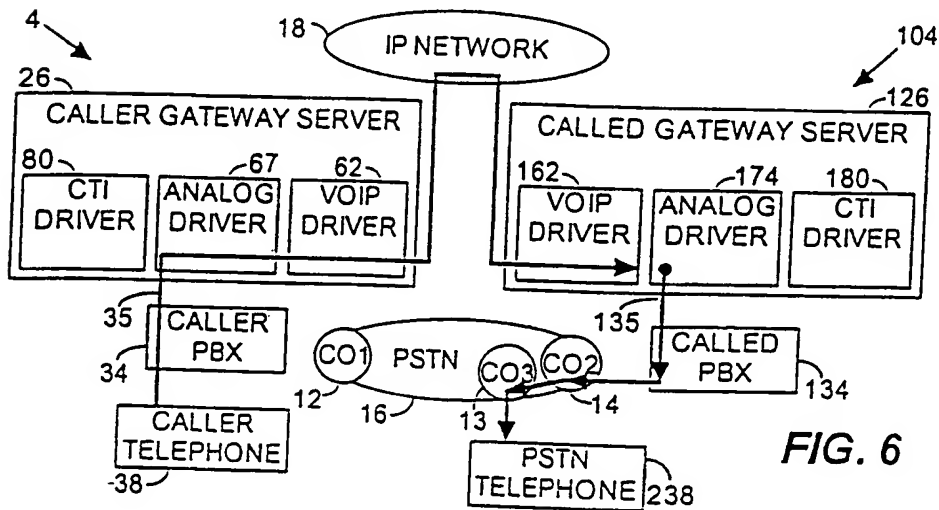 4
18
IP NETWORK
104
26
CALLER GATEWAY SERVER
80
CTI
DRIVER
67
ANALOG
DRIVER
62
VOIP
DRIVER
126
CALLED GATEWAY SERVER
162
VOIP
DRIVER
174
ANALOG
DRIVER
180
CTI
DRIVER
35
CALLER
PBX
34
135
CALLED
PBX
134
CO1
PSTN
CO3
CO2
12
16
13
14
CALLER
TELEPHONE
38
PSTN
TELEPHONE
238
FIG. 6